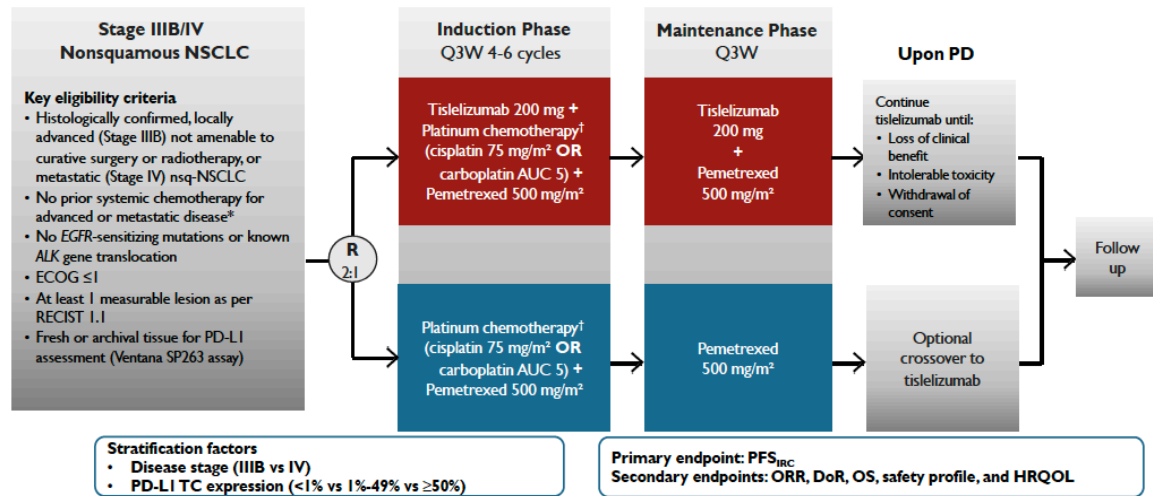 Stage IIIB/IV
Nonsquamous NSCLC
Key eligibility criteria
• Histologically confirmed, locally
advanced (Stage IIIB) not amenable to
curative surgery or radiotherapy, or
metastatic (Stage IV) nsq-NSCLC
• No prior systemic chemotherapy for
advanced or metastatic disease*
• No EGFR-sensitizing mutations or known
ALK gene translocation
• ECOG ≤1
• At least 1 measurable lesion as per
RECIST 1.1
• Fresh or archival tissue for PD-L1
assessment (Ventana SP263 assay)
R
2:1
Induction Phase
Q3W 4-6 cycles
Tislelizumab 200 mg +
Platinum chemotherapy†
(cisplatin 75 mg/m² OR
carboplatin AUC 5) +
Pemetrexed 500 mg/m²
Platinum chemotherapy†
(cisplatin 75 mg/m² OR
carboplatin AUC 5) +
Pemetrexed 500 mg/m²
Maintenance Phase
Q3W
Tislelizumab
200 mg
+
Pemetrexed
500 mg/m²
Pemetrexed
500 mg/m²
Upon PD
Continue
tislelizumab until:
• Loss of clinical
benefit
• Intolerable toxicity
• Withdrawal of
consent
Optional
crossover to
tislelizumab
Follow
up
Stratification factors
• Disease stage (IIIB vs IV)
• PD-L1 TC expression (<1% vs 1%-49% vs ≥50%)
Primary endpoint: PFSIRC
Secondary endpoints: ORR, DoR, OS, safety profile, and HRQOL